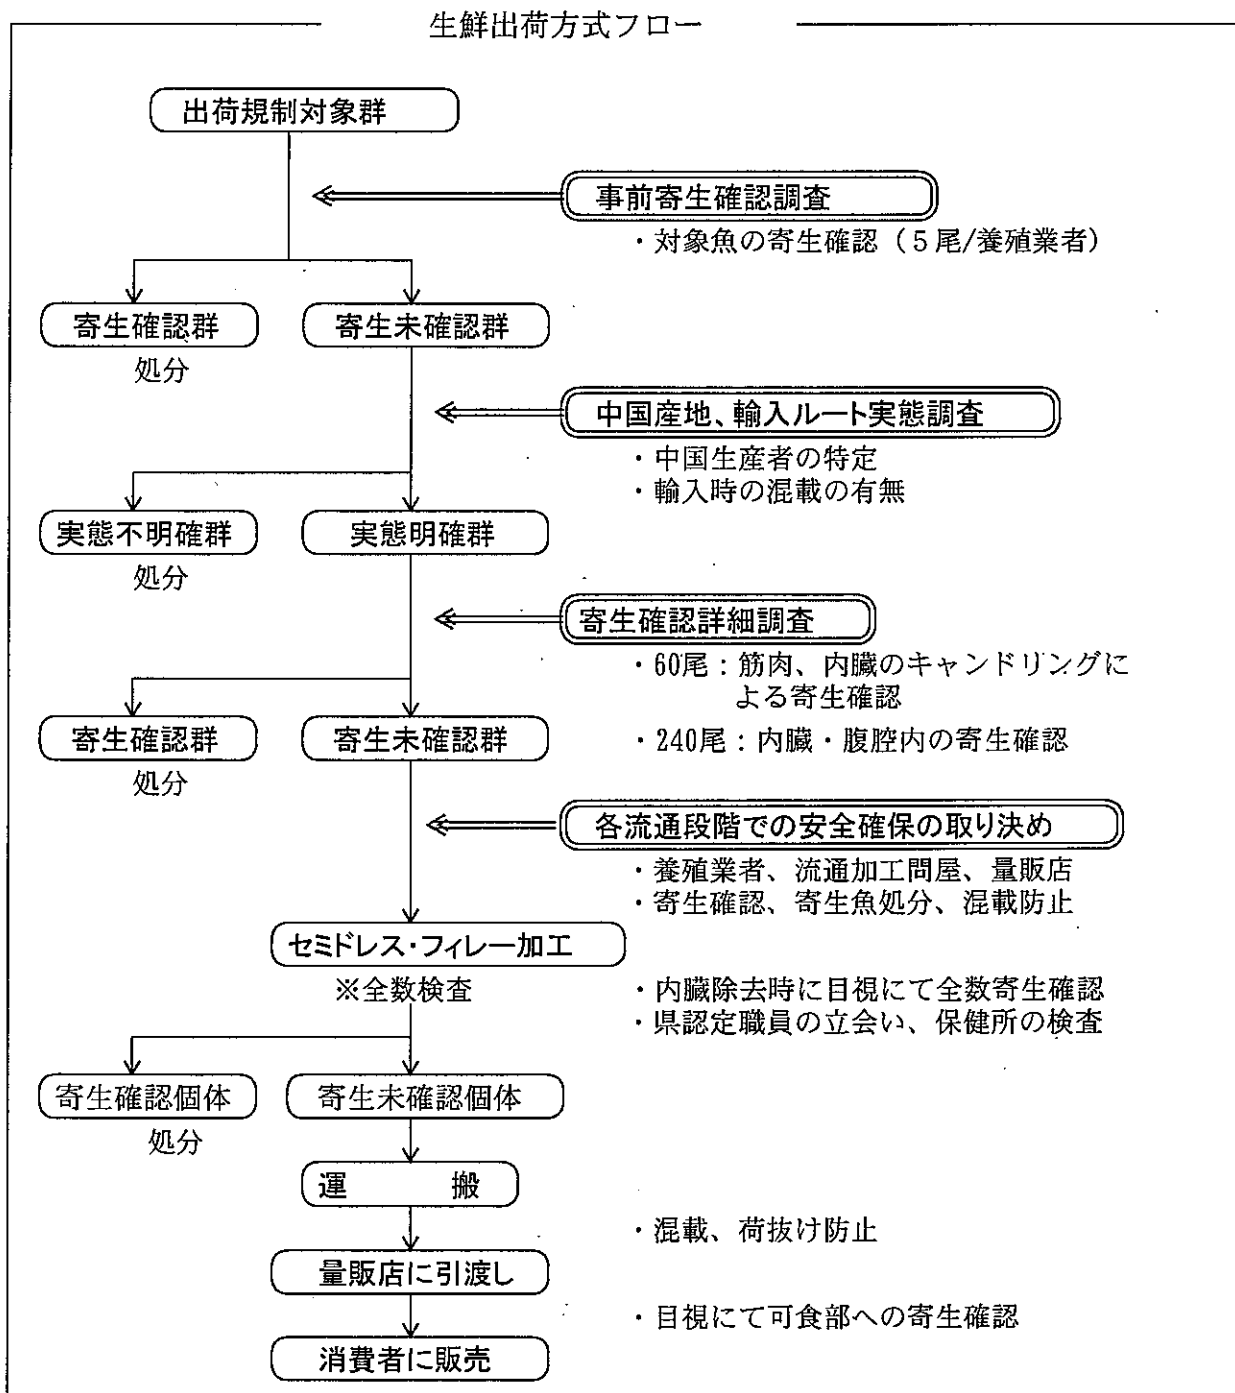 生鮮出荷方式フロー
出荷規制対象群
事前寄生確認調査
・対象魚の寄生確認（5尾/養殖業者）
寄生確認群
寄生未確認群
処分
中国産地、輸入ルート実態調査
・中国生産者の特定
・輸入時の混載の有無
実態不明確群
実態明確群
処分
寄生確認詳細調査
・60尾：筋肉、内臓のキャンドリングに
よる寄生確認
寄生確認群
寄生未確認群
・240尾：内臓・腹腔内の寄生確認
処分
各流通段階での安全確保の取り決め
・養殖業者、流通加工問屋、量販店
・寄生確認、寄生魚処分、混載防止
セミドレス・フィレー加工
※全数検査
・内臓除去時に目視にて全数寄生確認
・県認定職員の立会い、保健所の検査
寄生確認個体
寄生未確認個体
処分
運　　　搬
・混載、荷抜け防止
量販店に引渡し
・目視にて可食部への寄生確認
消費者に販売